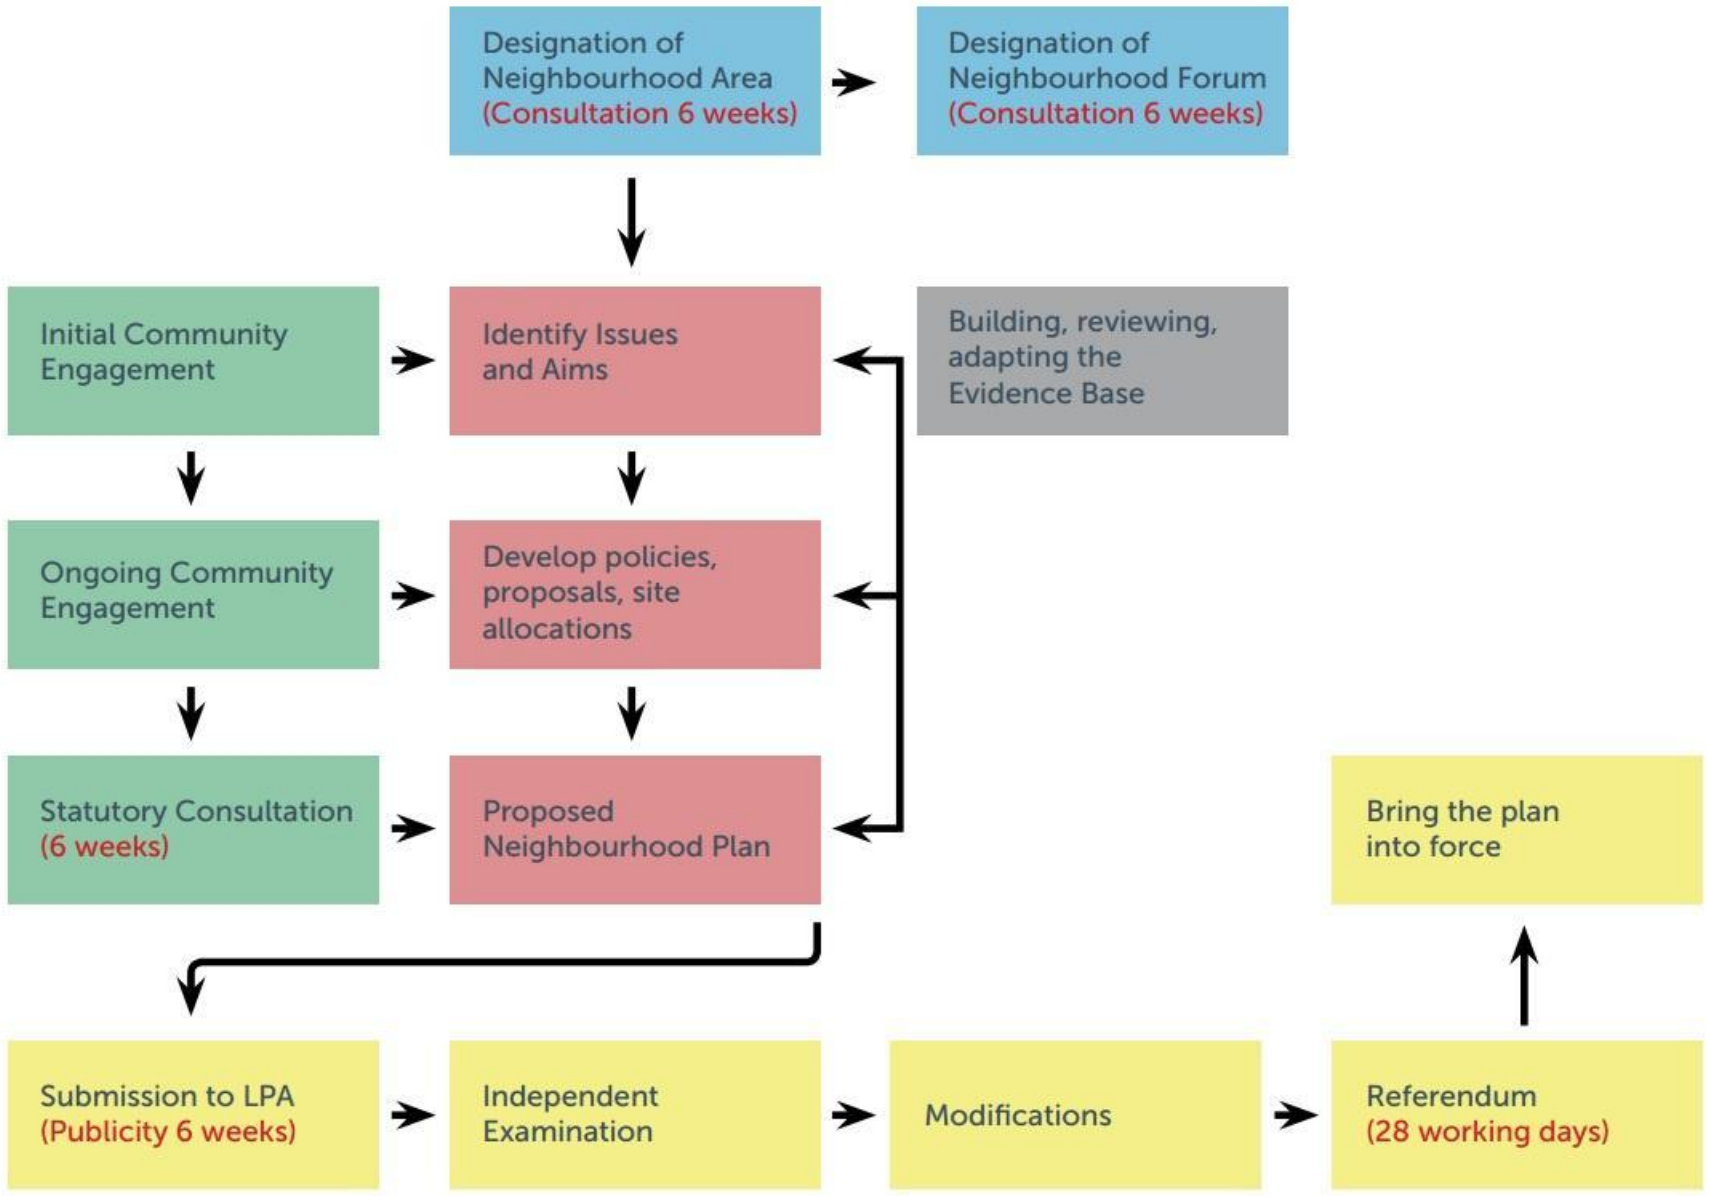 Designation of
Neighbourhood Area
(Consultation 6 weeks)
Designation of
Neighbourhood Forum
(Consultation 6 weeks)
Initial Community
Engagement
Identify Issues
and Aims
Building, reviewing,
adapting the
Evidence Base
Ongoing Community
Engagement
Develop policies,
proposals, site
allocations
Statutory Consultation
(6 weeks)
Proposed
Neighbourhood Plan
Bring the plan
into force
Submission to LPA
(Publicity 6 weeks)
Independent
Examination
Modifications
Referendum
(28 working days)